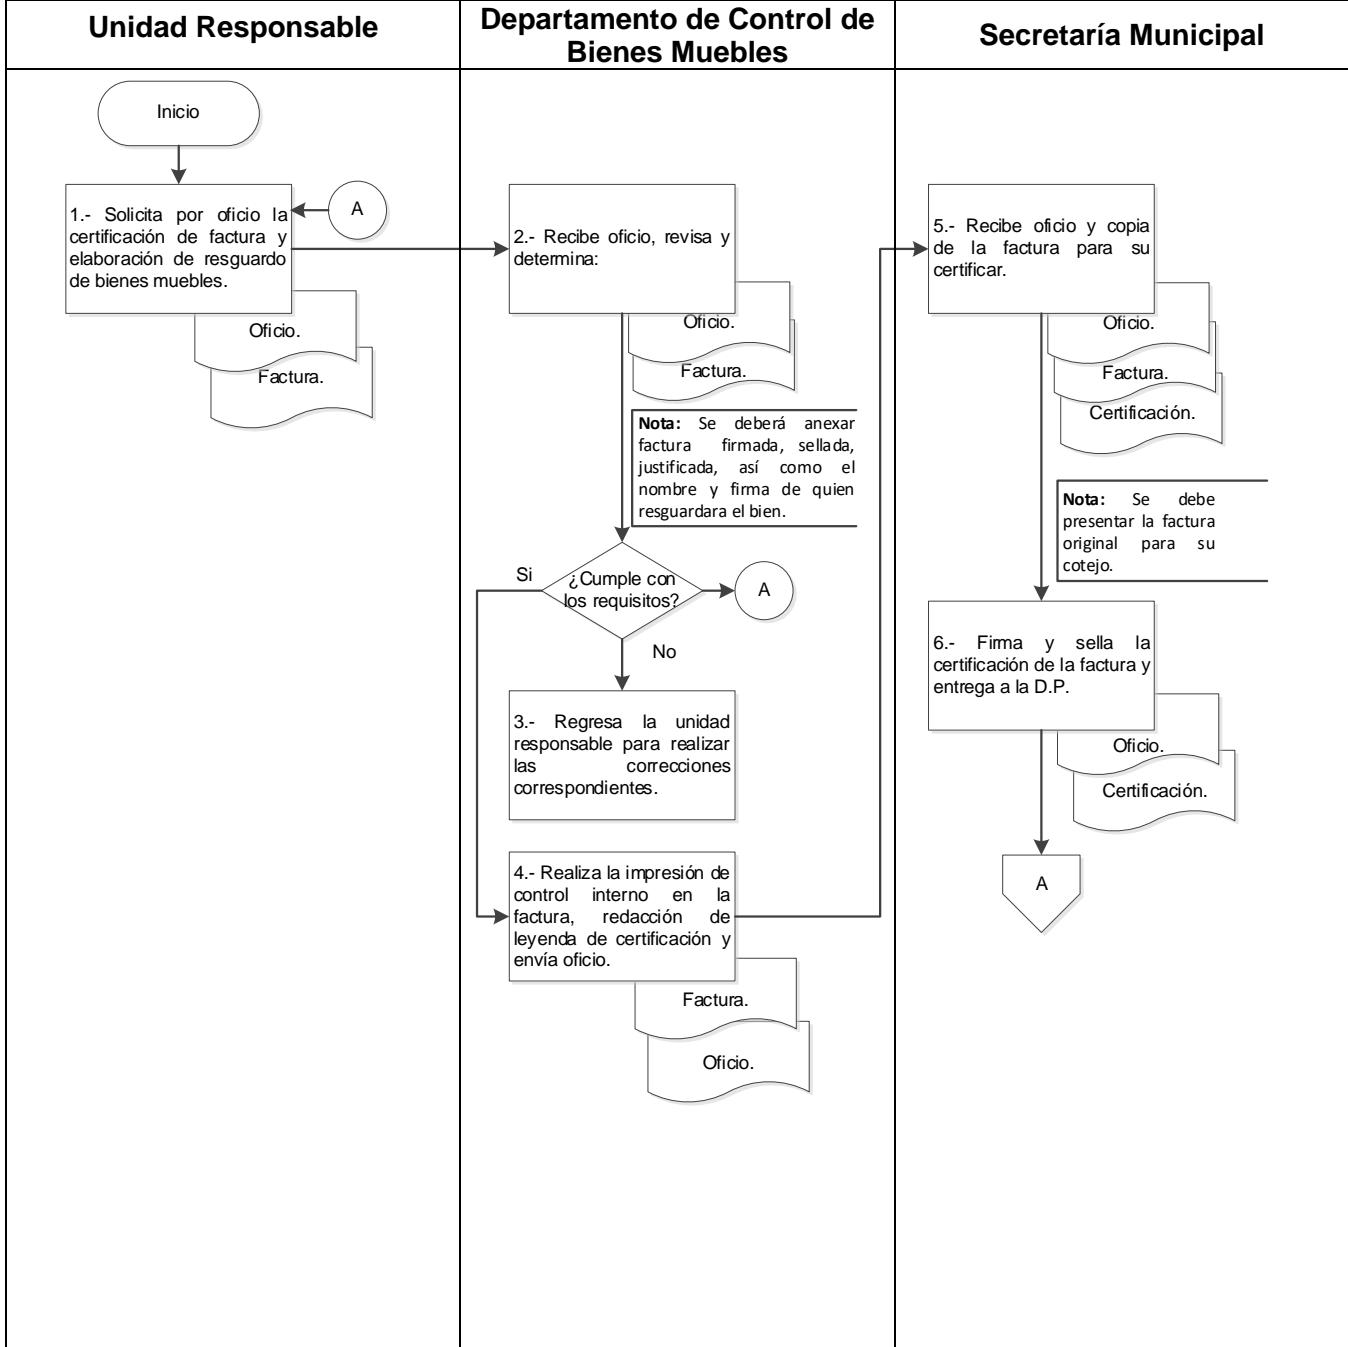 Unidad Responsable
Departamento de Control de
Bienes Muebles
Secretaría Municipal
Inicio
A
1.- Solicita por oficio la
certificación de factura y
elaboración de resguardo
de bienes muebles.
Oficio.
Factura.
2.- Recibe oficio, revisa y
determina:
Oficio.
Factura.
Nota: Se deberá anexar
factura firmada, sellada,
justificada, así como el
nombre y firma de quien
resguardara el bien.
Si
¿Cumple con
los requisitos?
A
No
3.- Regresa la unidad
responsable para realizar
las correcciones
correspondientes.
4.- Realiza la impresión de
control interno en la
factura, redacción de
leyenda de certificación y
envía oficio.
Factura.
Oficio.
5.- Recibe oficio y copia
de la factura para su
certificar.
Oficio.
Factura.
Certificación.
Nota: Se debe
presentar la factura
original para su
cotejo.
6.- Firma y sella la
certificación de la factura y
entrega a la D.P.
Oficio.
Certificación.
A